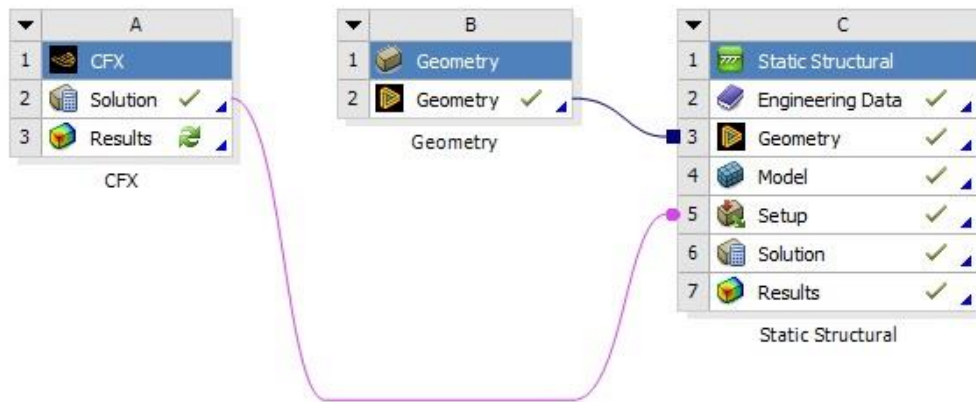 A
1 CFX
2 Solution
3 Results
CFX
B
1 Geometry
2 Geometry
Geometry
C
1 Static Structural
2 Engineering Data
3 Geometry
4 Model
5 Setup
6 Solution
7 Results
Static Structural